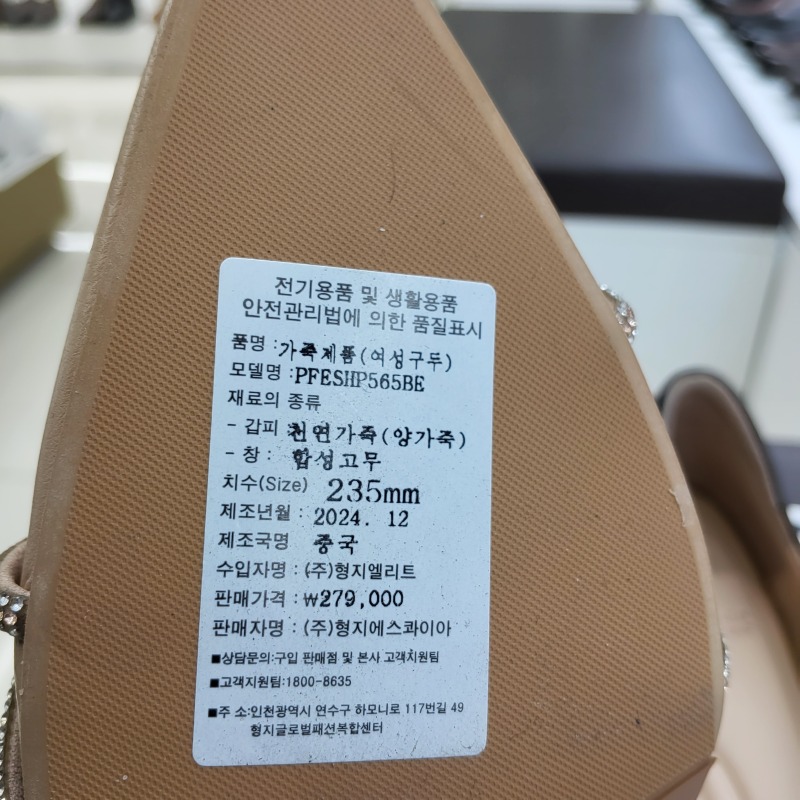 전기용품 및 생활용품
안전관리법에 의한 품질표시
품명 : 가죽제품(여성구두)
모델명 : PFESHP565BE
재료의 종류
- 갑피 : 천연가죽(양가죽)
- 창 : 합성고무
치수(Size) 235mm
제조년월 : 2024. 12
제조국명 중국
수입자명 : (주)형지엘리트
판매가격 : ₩279,000
판매자명 : (주)형지에스콰이아
■상담문의:구입 판매점 및 본사 고객지원팀
■고객지원팀:1800-8635
■주 소:인천광역시 연수구 하모니로 117번길 49
형지글로벌패션복합센터